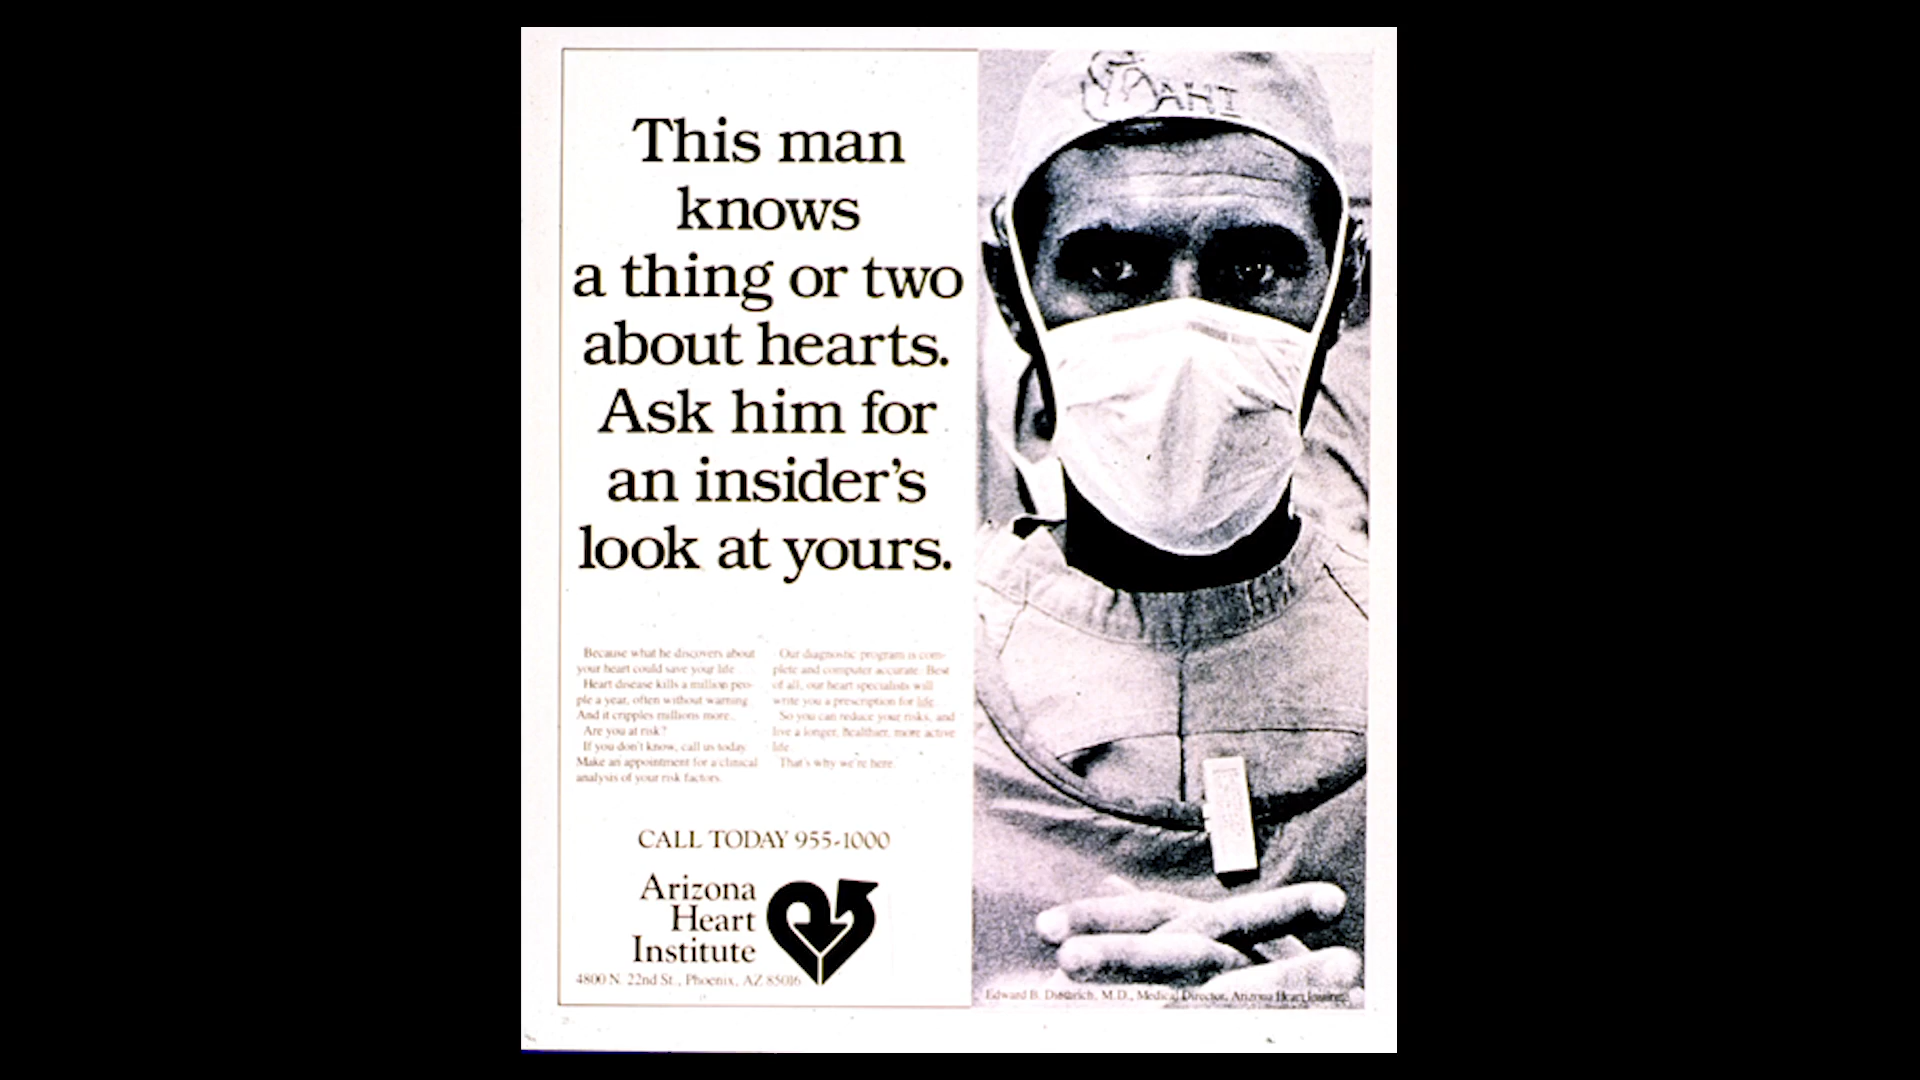 AHI
This man
knows
a thing or two
about hearts.
Ask him for
an insider's
look at yours.
Because what he discovers about
your heart could save your life.
Heart disease kills a million peo-
ple a year, often without warning.
And it cripples millions more.
Are you at risk?
If you don't know, call us today.
Make an appointment for a clinical
analysis of your risk factors.
Our diagnostic program is com-
plete and computer accurate. Best
of all, our heart specialists will
write you a prescription for life.
So you can reduce your risks, and
live a longer, healthier, more active
life.
That's why we're here.
CALL TODAY 955-1000
Arizona
Heart
Institute
4800 N. 22nd St., Phoenix, AZ 85016
Edward B. Diethrich, M.D., Medical Director, Arizona Heart Institute